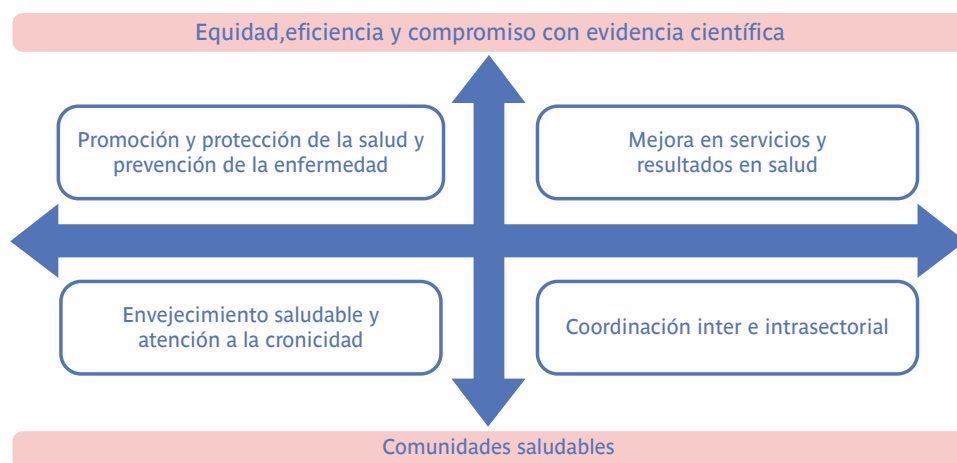 Equidad,eficiencia y compromiso con evidencia científica
Promoción y protección de la salud y
prevención de la enfermedad
Mejora en servicios y
resultados en salud
Envejecimiento saludable y
atención a la cronicidad
Coordinación inter e intrasectorial
Comunidades saludables